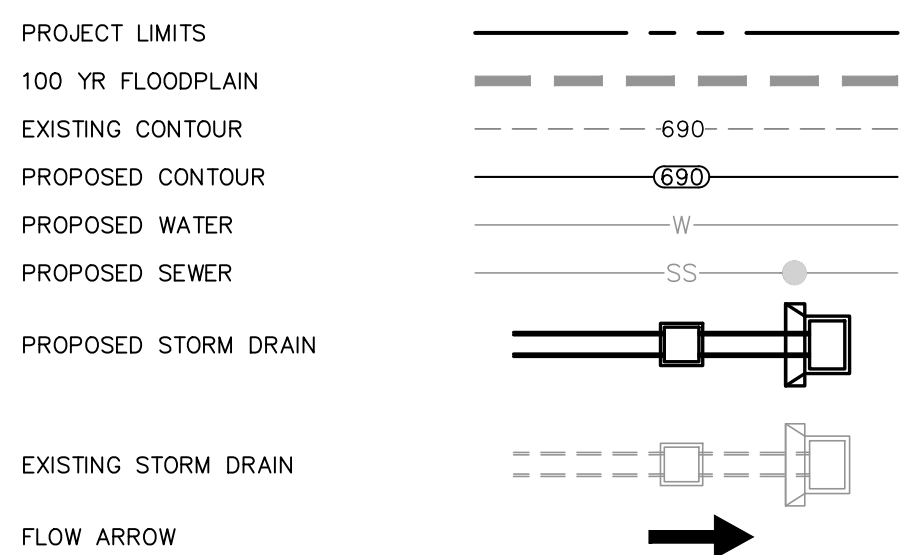 PROJECT LIMITS
100 YR FLOODPLAIN
EXISTING CONTOUR 690
PROPOSED CONTOUR 690
PROPOSED WATER W
PROPOSED SEWER SS
PROPOSED STORM DRAIN
EXISTING STORM DRAIN
FLOW ARROW